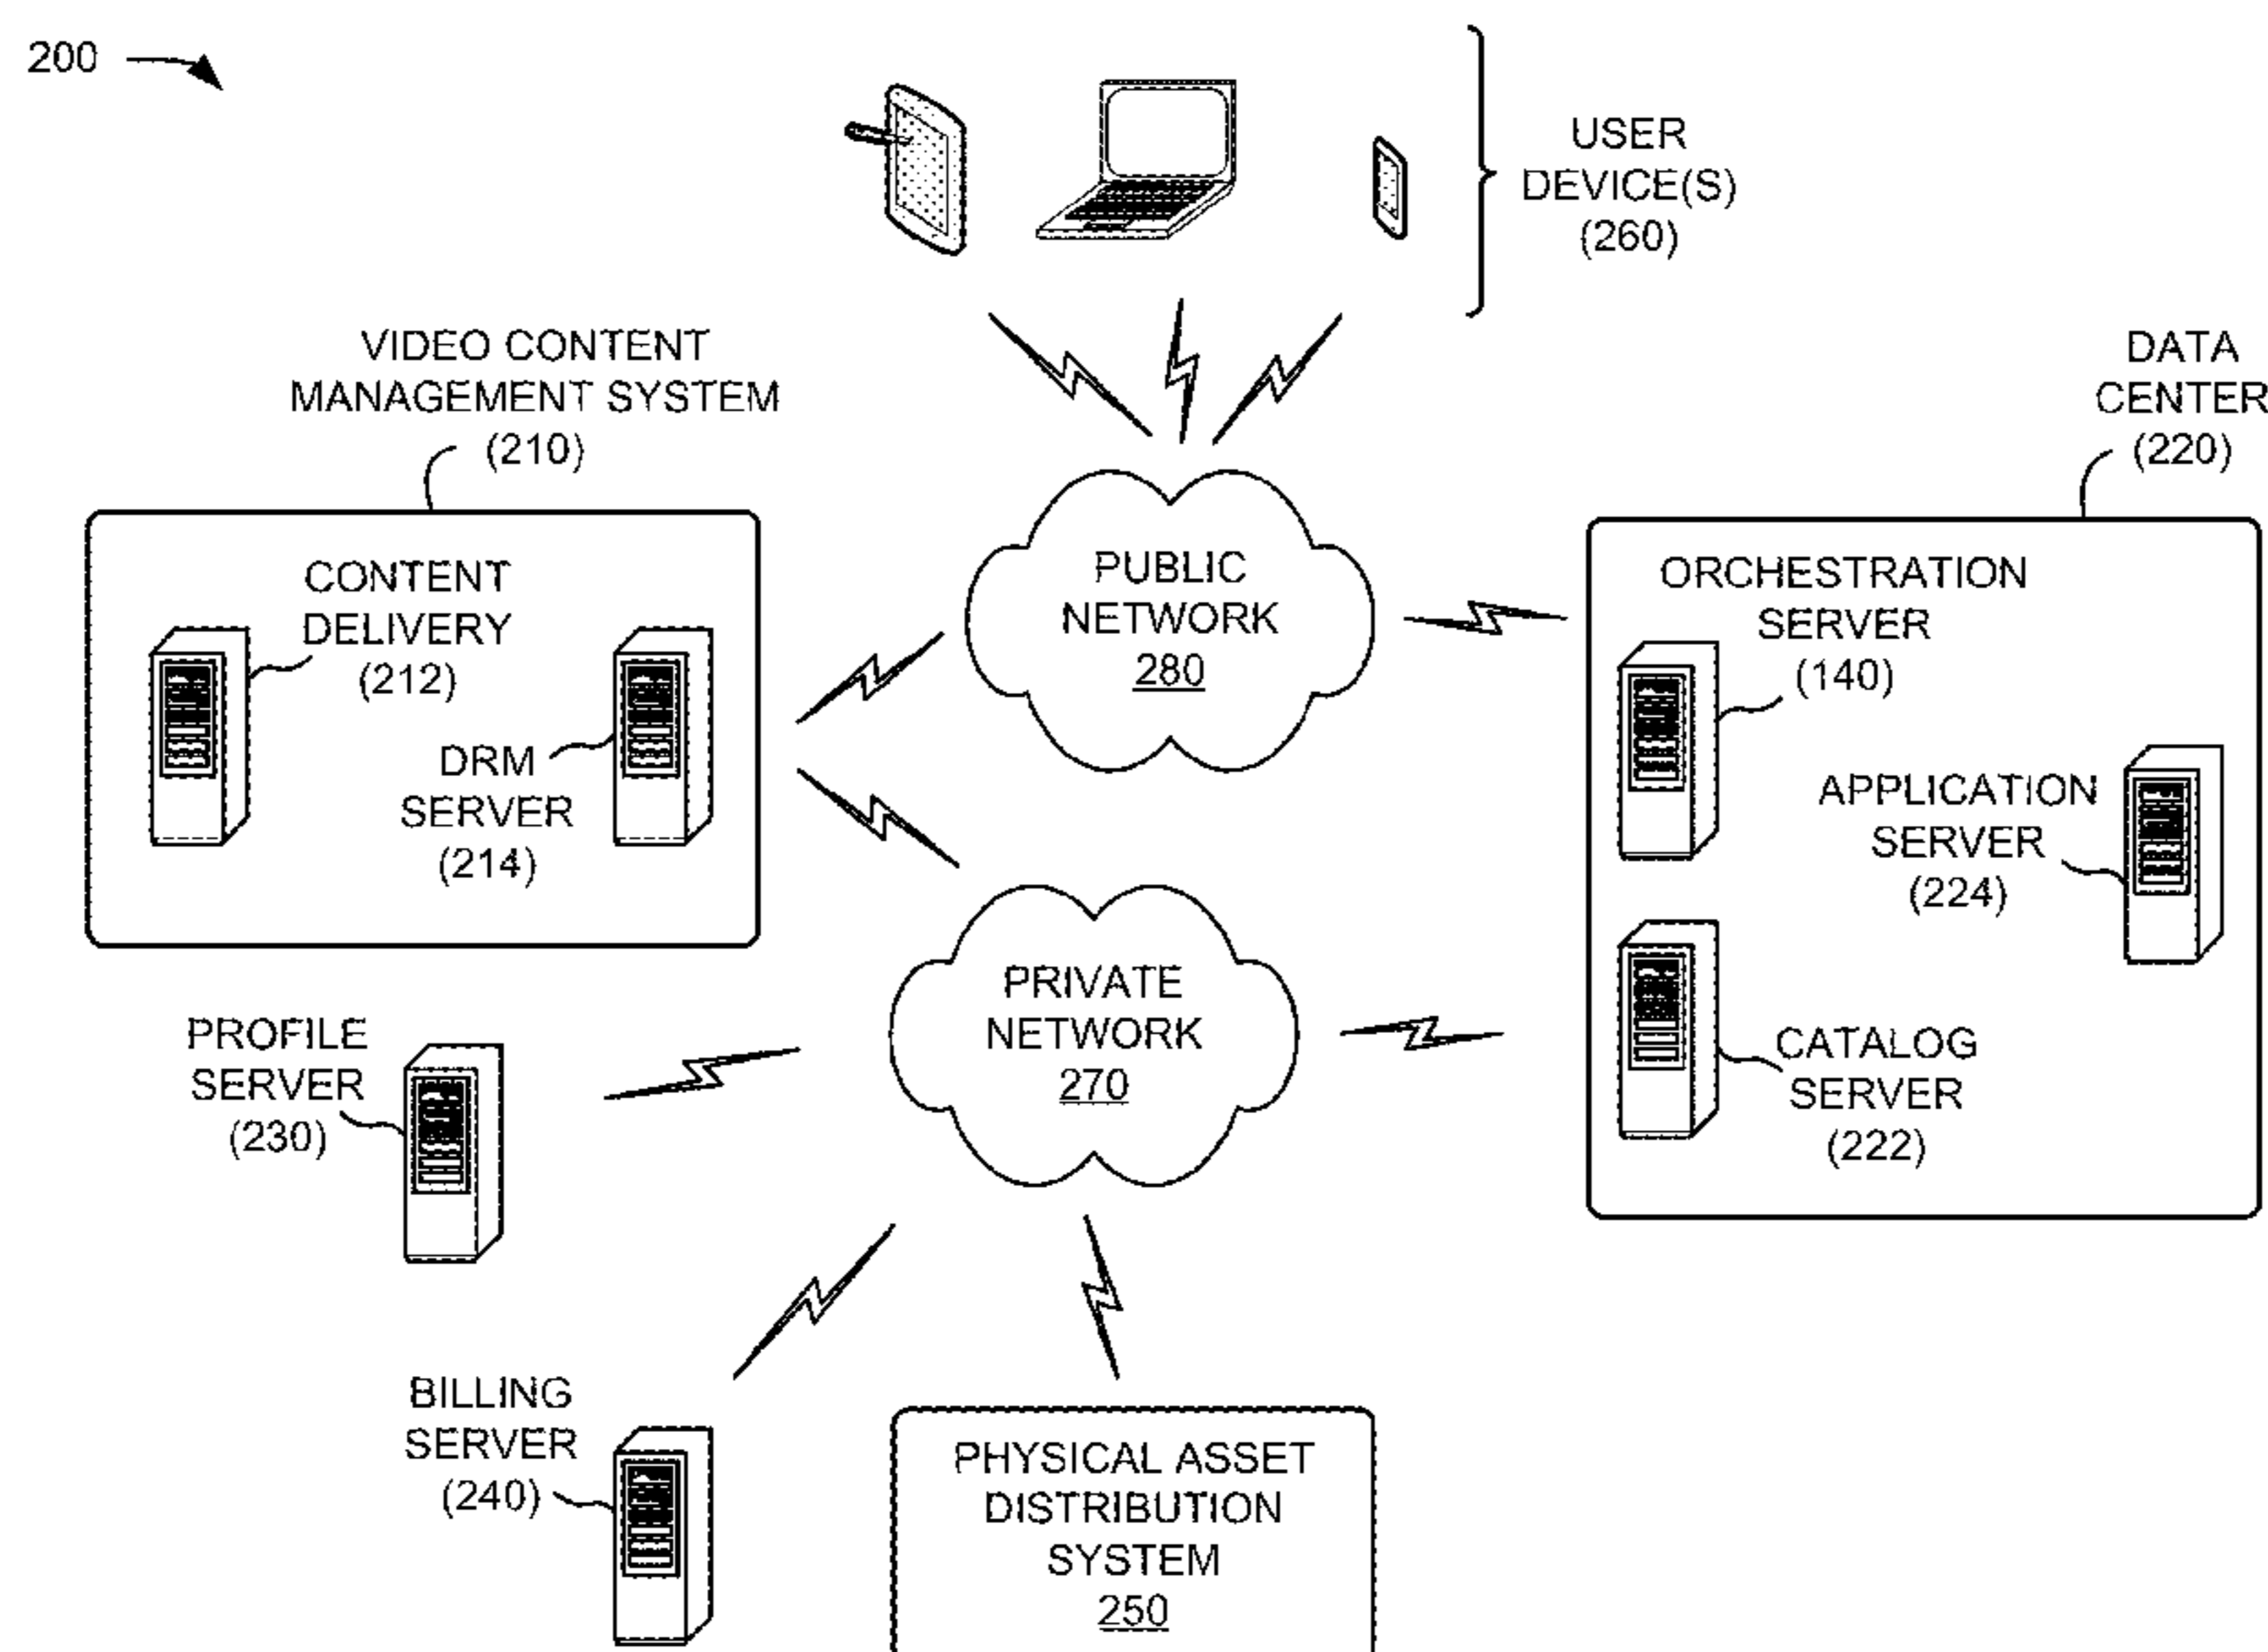 200
USER
DEVICE(S)
(260)
VIDEO CONTENT
MANAGEMENT SYSTEM
(210)
DATA
CENTER
(220)
CONTENT
DELIVERY
(212)
DRM
SERVER
(214)
PUBLIC
NETWORK
280
ORCHESTRATION
SERVER
(140)
APPLICATION
SERVER
(224)
CATALOG
SERVER
(222)
PRIVATE
NETWORK
270
PROFILE
SERVER
(230)
BILLING
SERVER
(240)
PHYSICAL ASSET
DISTRIBUTION
SYSTEM
250